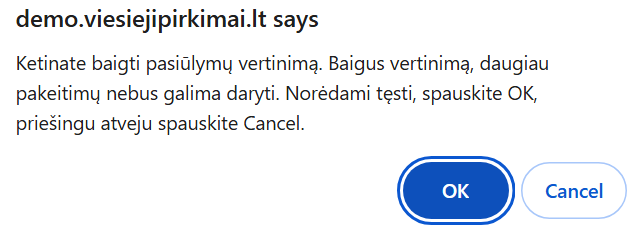 demo.viesiejipirkimai.lt says
Ketinate baigti pasiūlymų vertinimą. Baigus vertinimą, daugiau
pakeitimų nebus galima daryti. Norėdami tęsti, spauskite OK,
priešingu atveju spauskite Cancel.
OK
Cancel